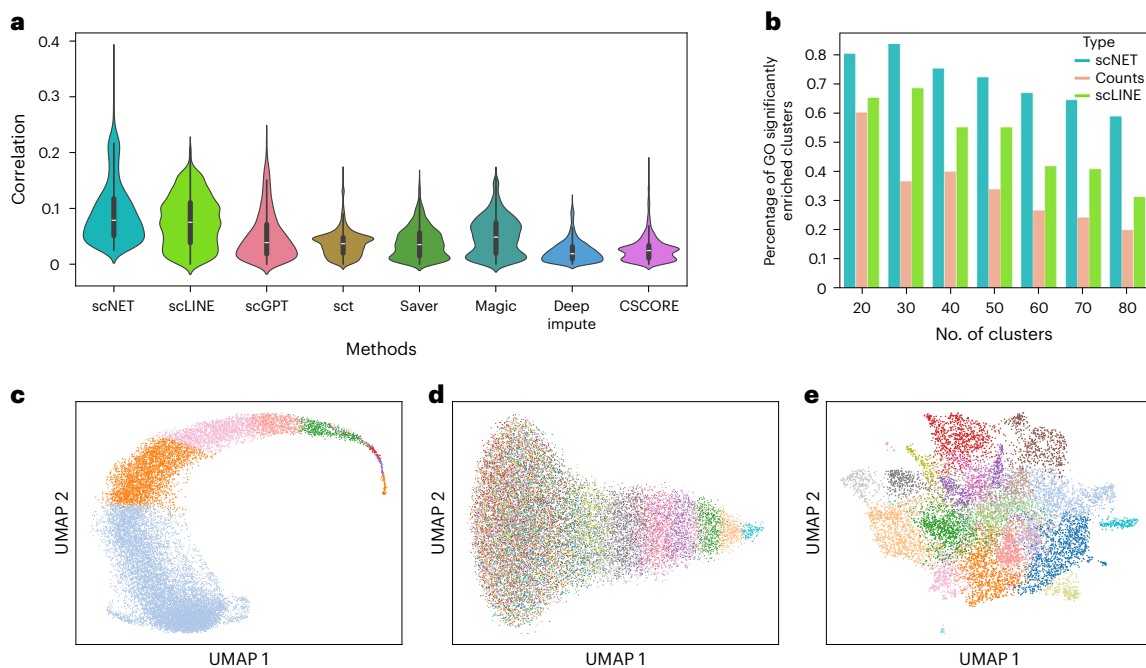 a
0.4
0.3
0.2
0.1
0
Correlation
scNET
scLINE
scGPT
sct
Saver
Magic
Deep
impute
CSCORE
Methods
b
Percentage of GO significantly
enriched clusters
0.8
0.7
0.6
0.5
0.4
0.3
0.2
0.1
0
Type
scNET
Counts
scLINE
20
30
40
50
60
70
80
No. of clusters
c
UMAP 2
UMAP 1
d
UMAP 2
UMAP 1
e
UMAP 2
UMAP 1